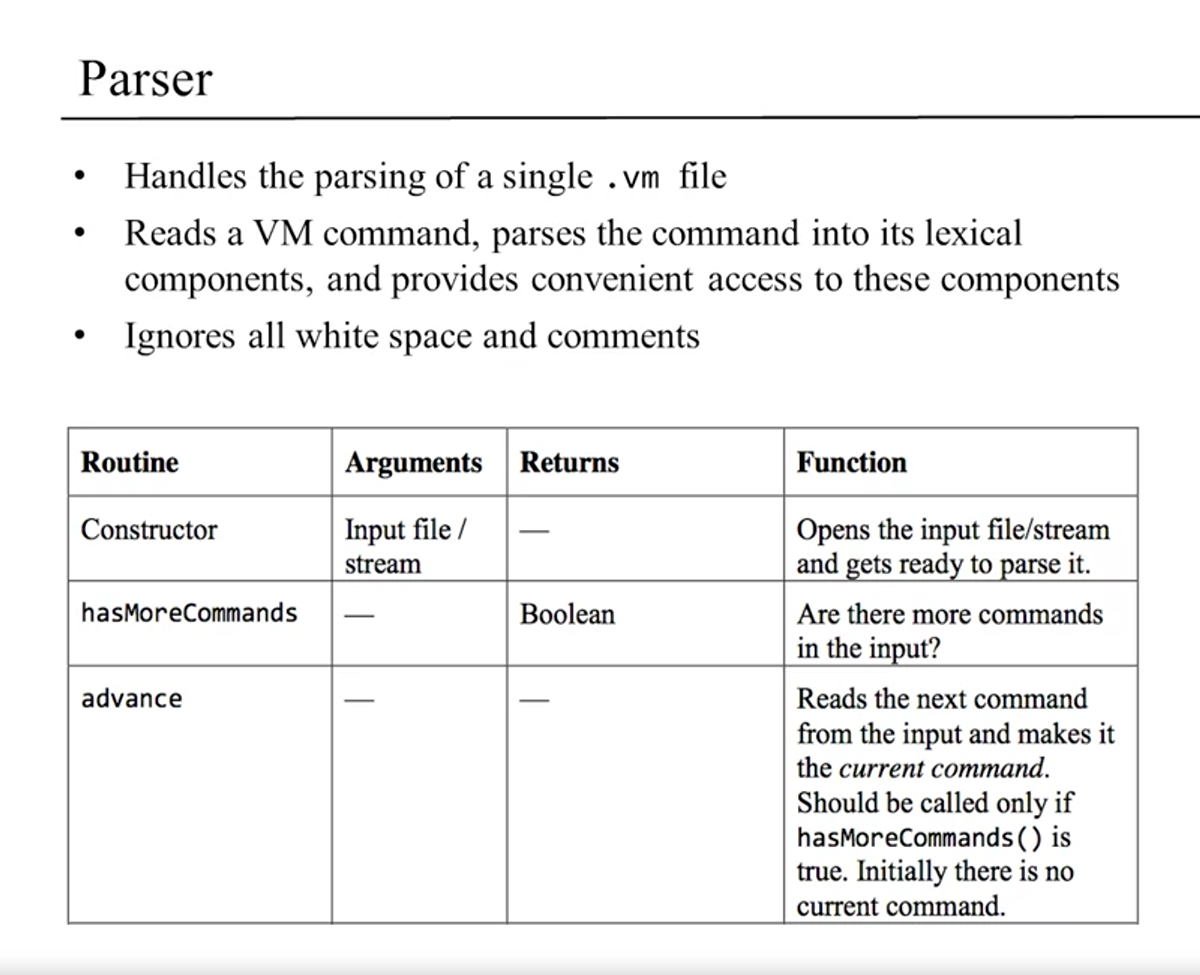 Parser
• Handles the parsing of a single .vm file
• Reads a VM command, parses the command into its lexical
components, and provides convenient access to these components
• Ignores all white space and comments
Routine Arguments Returns Function
Constructor Input file / — Opens the input file/stream
stream and gets ready to parse it.
hasMoreCommands — Boolean Are there more commands
in the input?
advance — — Reads the next command
from the input and makes it
the current command.
Should be called only if
hasMoreCommands() is
true. Initially there is no
current command.